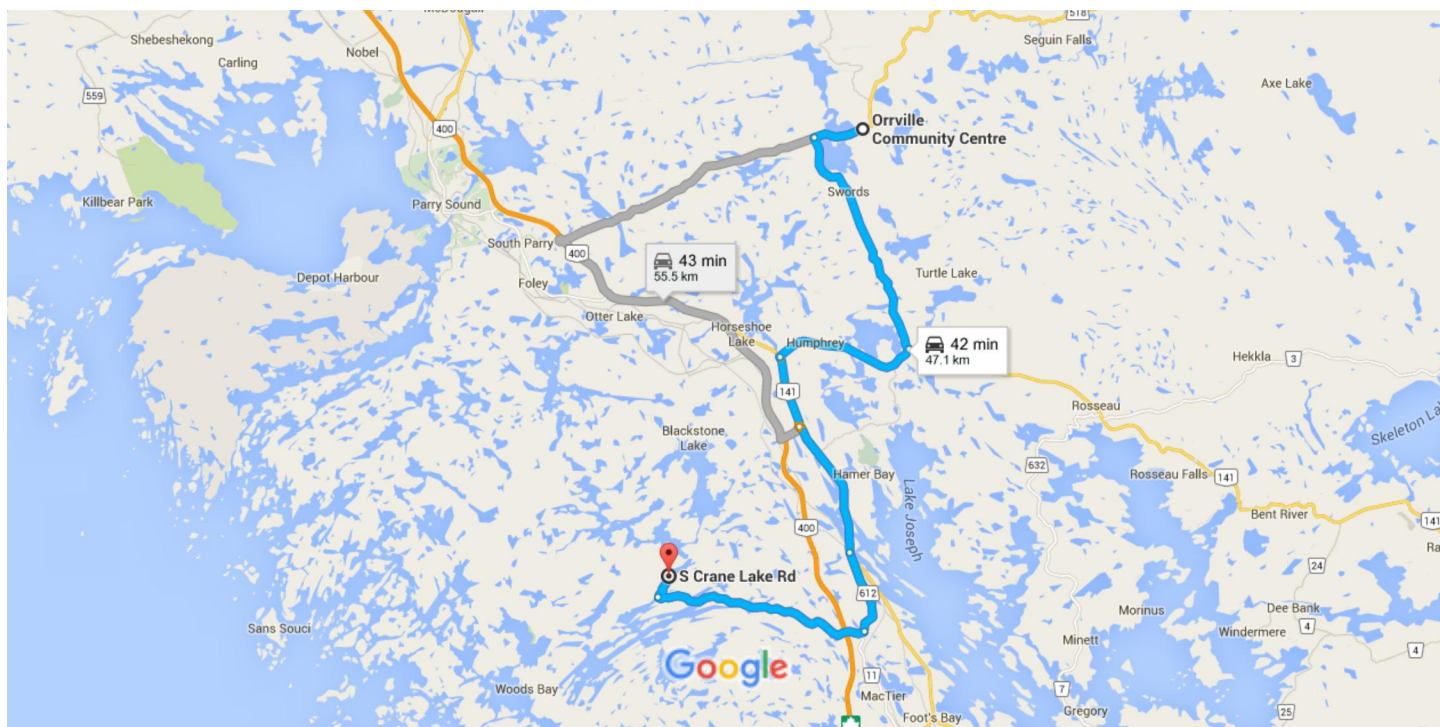 518
Shebeshekong
Nobel
Seguin Falls
Carling
Axe Lake
559
400
Orrville
Community Centre
Killbear Park
Parry Sound
Swords
South Parry
400
43 min
55.5 km
Depot Harbour
Turtle Lake
Foley
Otter Lake
Horseshoe
Lake
Humphrey
42 min
47.1 km
Hekkla
3
141
Rosseau
Blackstone
Lake
Skeleton
Hamer Bay
632
Rosseau Falls
141
Lake Joseph
Bent River
400
141
24
S Crane Lake Rd
612
Morinus
Dee Bank
Sans Souci
Windermere
4
Minett
4
Google
11
Woods Bay
MacTier
7
Gregory
25
Foot's Bay